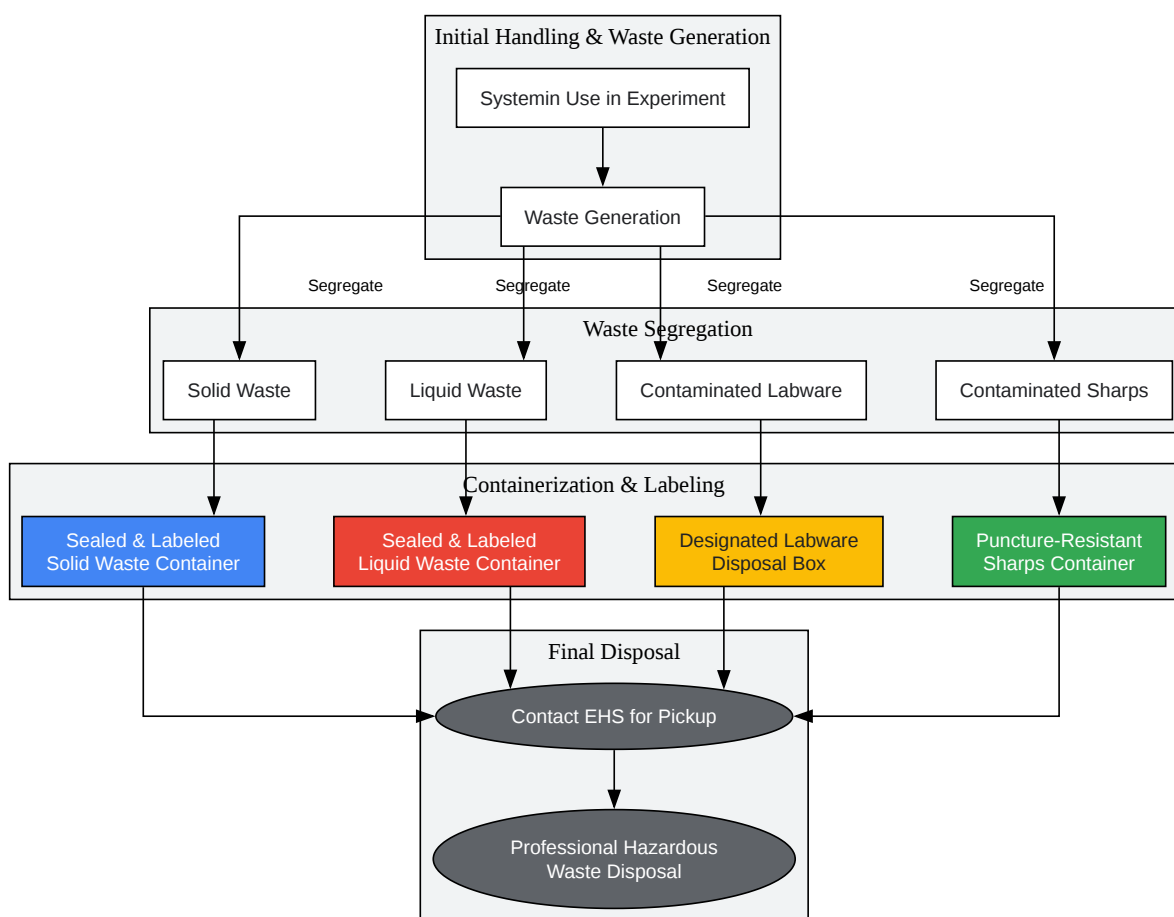 Initial Handling & Waste Generation
Systemin Use in Experiment
Waste Generation
Segregate
Segregate
Segregate
Segregate
Waste Segregation
Solid Waste
Liquid Waste
Contaminated Labware
Contaminated Sharps
Containerization & Labeling
Sealed & Labeled
Solid Waste Container
Sealed & Labeled
Liquid Waste Container
Designated Labware
Disposal Box
Puncture-Resistant
Sharps Container
Final Disposal
Contact EHS for Pickup
Professional Hazardous
Waste Disposal